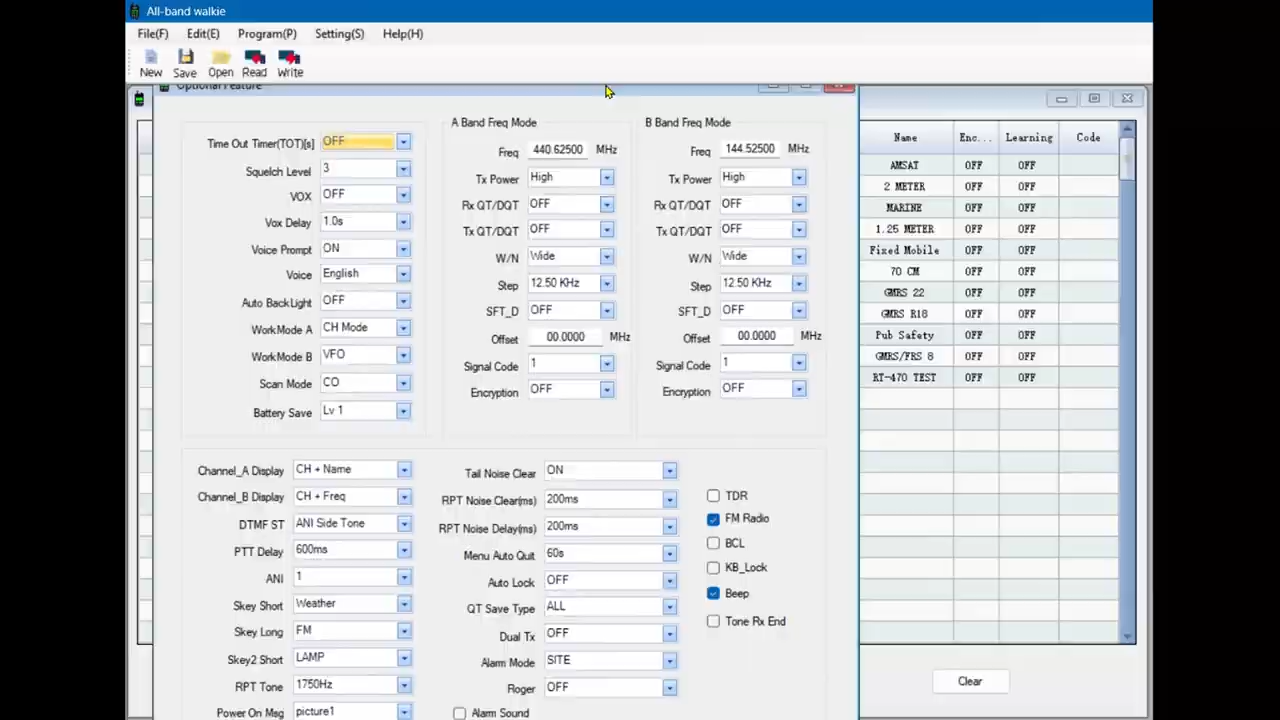 All-band walkie
File(F) Edit(E) Program(P) Setting(S) Help(H)
New Save Open Read Write
Optional Feature
Time Out Timer(TOT)[s] OFF
Squelch Level 3
VOX OFF
Vox Delay 1.0s
Voice Prompt ON
Voice English
Auto BackLight OFF
WorkMode A CH Mode
WorkMode B VFO
Scan Mode CO
Battery Save Lv 1
A Band Freq Mode
Freq 440.62500 MHz
Tx Power High
Rx QT/DQT OFF
Tx QT/DQT OFF
W/N Wide
Step 12.50 KHz
SFT_D OFF
Offset 00.0000 MHz
Signal Code 1
Encryption OFF
B Band Freq Mode
Freq 144.52500 MHz
Tx Power High
Rx QT/DQT OFF
Tx QT/DQT OFF
W/N Wide
Step 12.50 KHz
SFT_D OFF
Offset 00.0000 MHz
Signal Code 1
Encryption OFF
Channel_A Display CH + Name
Channel_B Display CH + Freq
DTMF ST ANI Side Tone
PTT Delay 600ms
ANI 1
Skey Short Weather
Skey Long FM
Skey2 Short LAMP
RPT Tone 1750Hz
Power On Msg picture1
Tail Noise Clear ON
RPT Noise Clear(ms) 200ms
RPT Noise Delay(ms) 200ms
Menu Auto Quit 60s
Auto Lock OFF
QT Save Type ALL
Dual Tx OFF
Alarm Mode SITE
Roger OFF
Alarm Sound
TDR
FM Radio
BCL
KB_Lock
Beep
Tone Rx End
Name Enc... Learning Code
AMSAT OFF OFF
2 METER OFF OFF
MARINE OFF OFF
1.25 METER OFF OFF
Fixed Mobile OFF OFF
70 CM OFF OFF
GMRS 22 OFF OFF
GMRS R18 OFF OFF
Pub Safety OFF OFF
GMRS/FRS 8 OFF OFF
RT-470 TEST OFF OFF
Clear